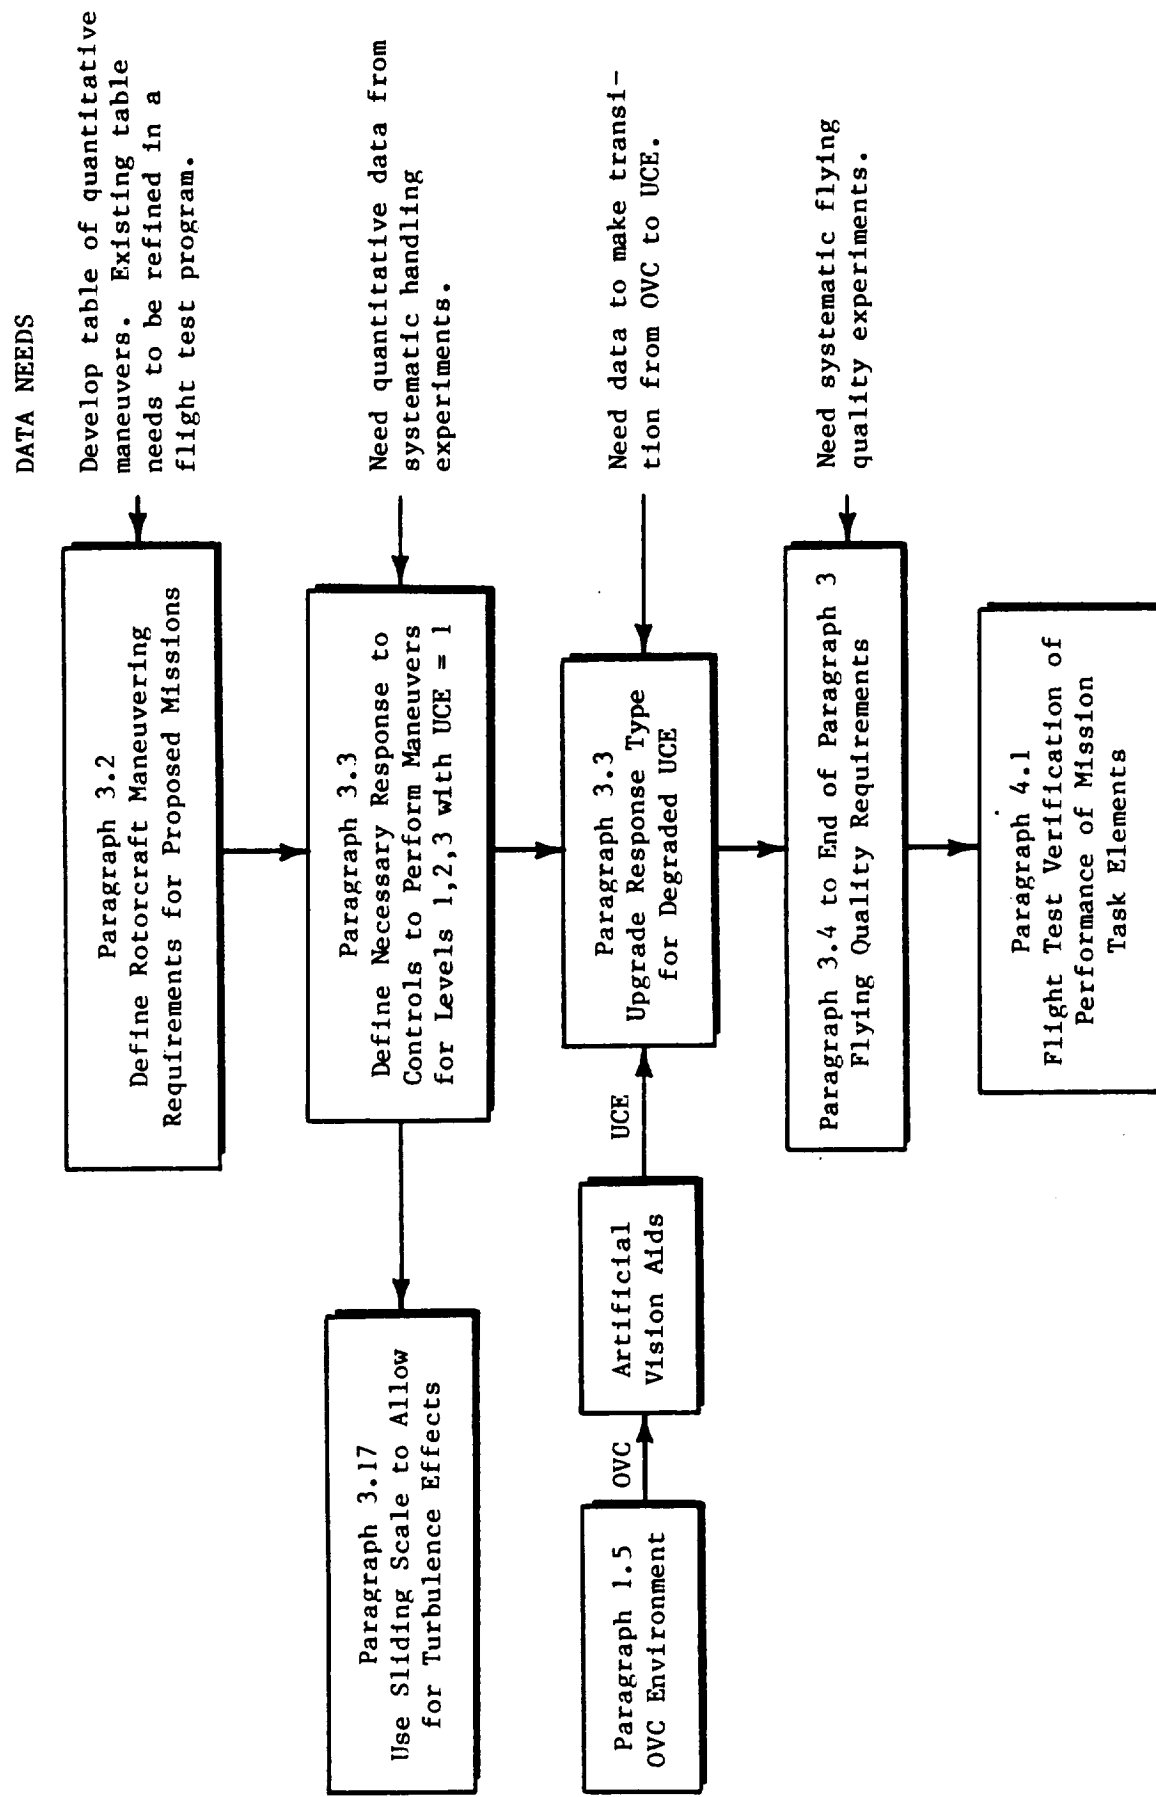 DATA NEEDS
Paragraph 3.2
Define Rotorcraft Maneuvering
Requirements for Proposed Missions
Develop table of quantitative
maneuvers. Existing table
needs to be refined in a
flight test program.
Paragraph 3.17
Use Sliding Scale to Allow
for Turbulence Effects
Paragraph 3.3
Define Necessary Response to
Controls to Perform Maneuvers
for Levels 1,2,3 with UCE = 1
Need quantitative data from
systematic handling
experiments.
Paragraph 1.5
OVC Environment
OVC
Artificial
Vision Aids
UCE
Paragraph 3.3
Upgrade Response Type
for Degraded UCE
Need data to make transi-
tion from OVC to UCE.
Paragraph 3.4 to End of Paragraph 3
Flying Quality Requirements
Need systematic flying
quality experiments.
Paragraph 4.1
Flight Test Verification of
Performance of Mission
Task Elements